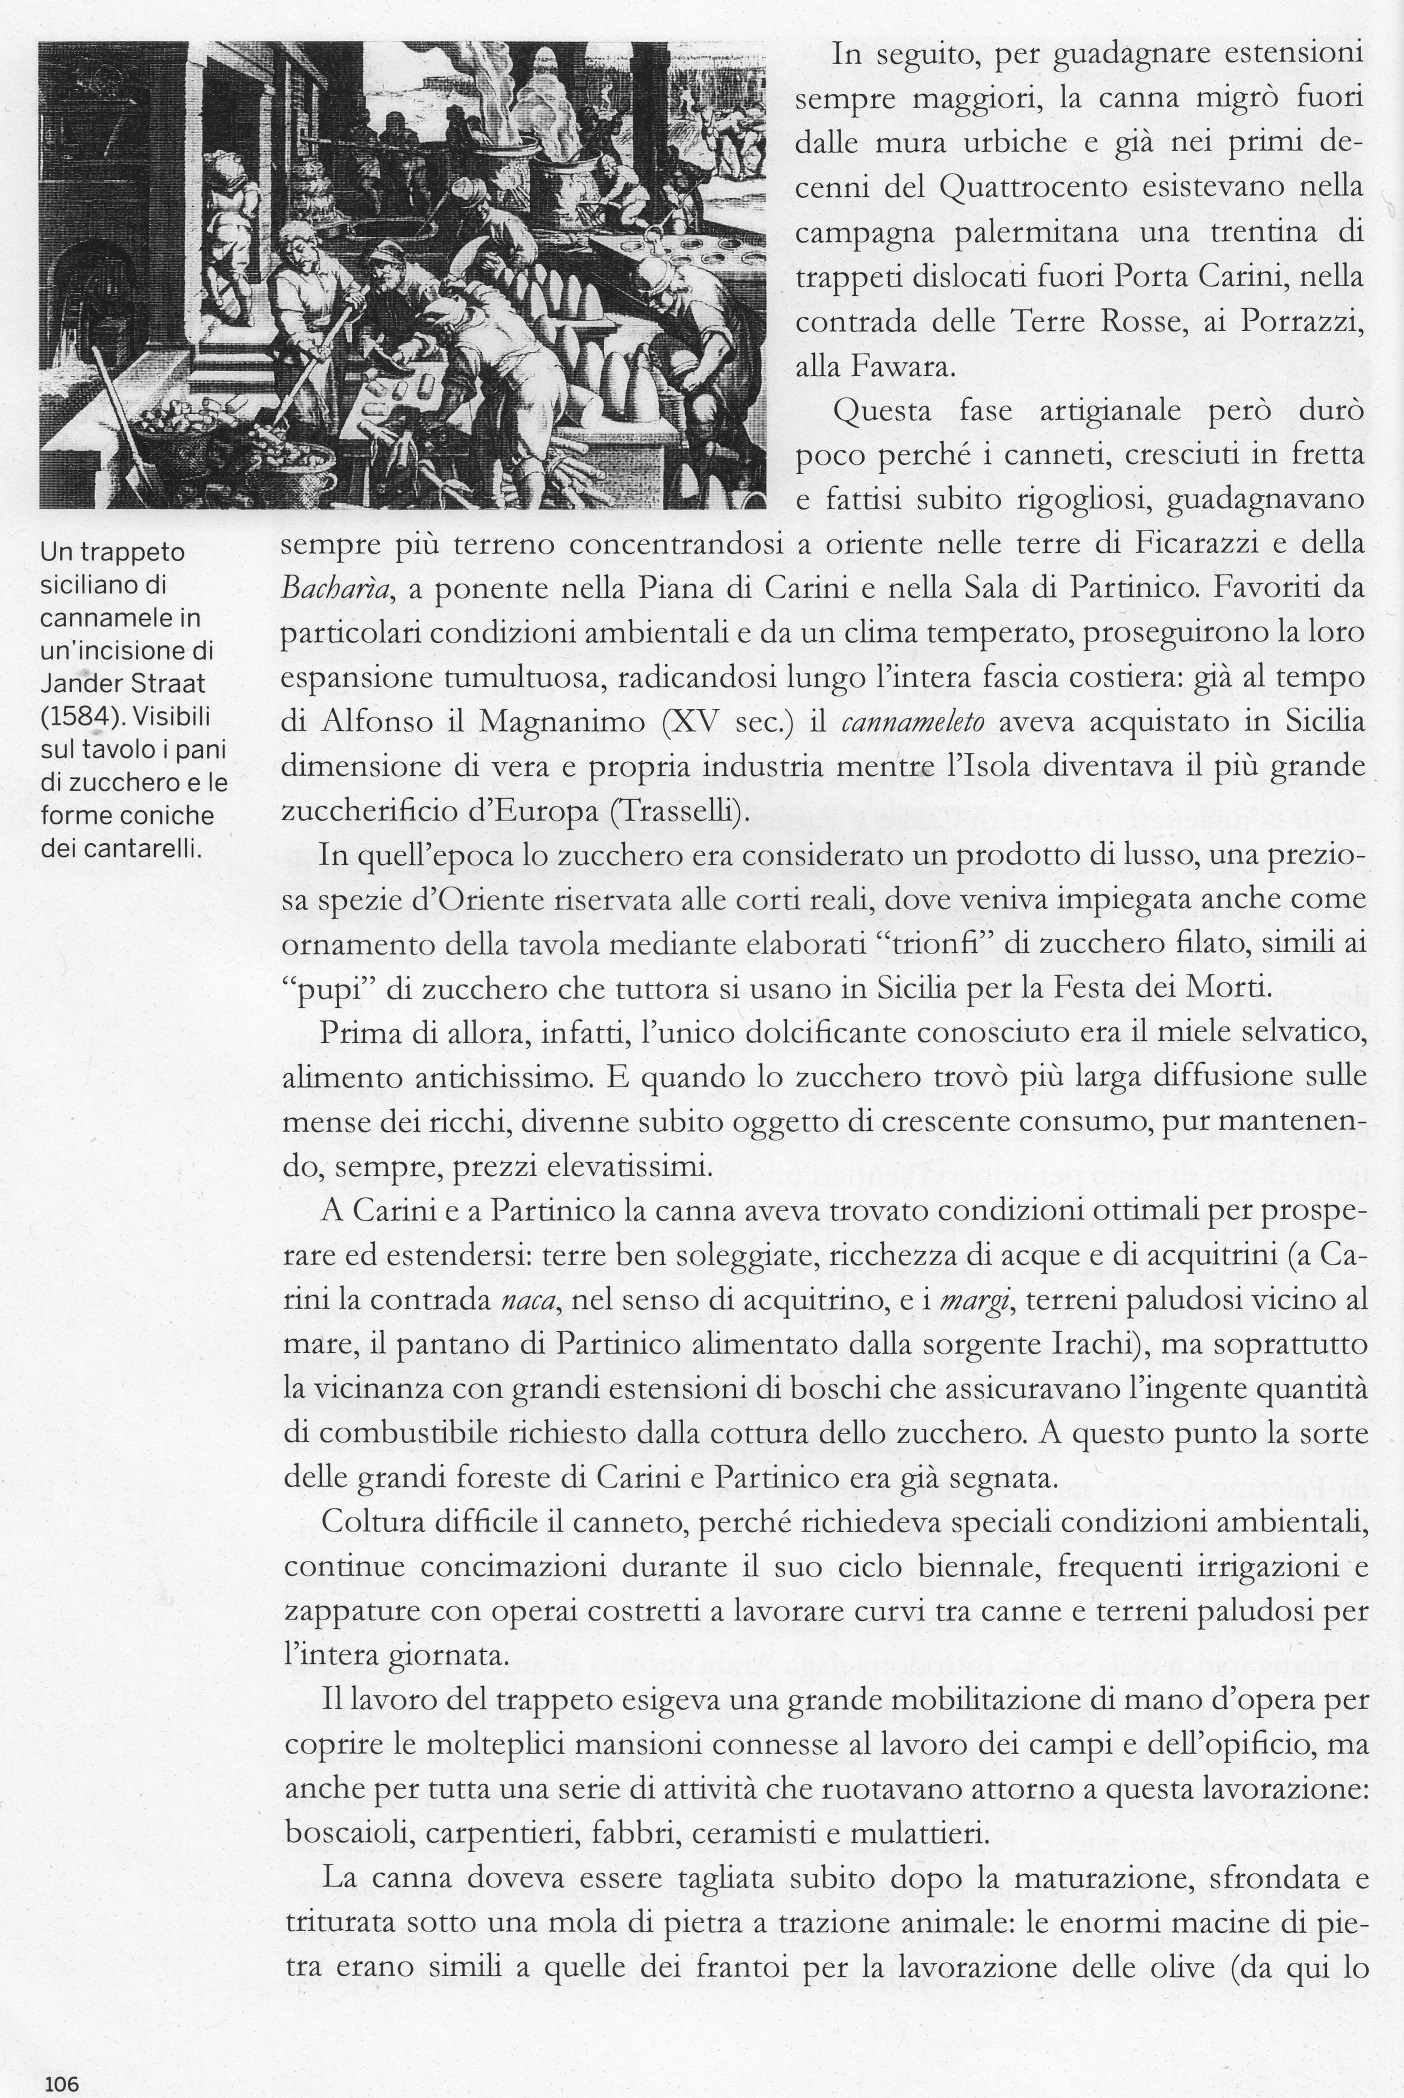 In seguito, per guadagnare estensioni
sempre maggiori, la canna migrò fuori
dalle mura urbiche e già nei primi de-
cenni del Quattrocento esistevano nella
campagna palermitana una trentina di
trappeti dislocati fuori Porta Carini, nella
contrada delle Terre Rosse, ai Porrazzi,
alla Fawara.
Questa fase artigianale però durò
poco perché i canneti, cresciuti in fretta
e fattisi subito rigogliosi, guadagnavano
sempre più terreno concentrandosi a oriente nelle terre di Ficarazzi e della
Bacharìa, a ponente nella Piana di Carini e nella Sala di Partinico. Favoriti da
particolari condizioni ambientali e da un clima temperato, proseguirono la loro
espansione tumultuosa, radicandosi lungo l'intera fascia costiera: già al tempo
di Alfonso il Magnanimo (XV sec.) il cannameleto aveva acquistato in Sicilia
dimensione di vera e propria industria mentre l'Isola diventava il più grande
zuccherificio d'Europa (Trasselli).
In quell'epoca lo zucchero era considerato un prodotto di lusso, una prezio-
sa spezie d'Oriente riservata alle corti reali, dove veniva impiegata anche come
ornamento della tavola mediante elaborati “trionfi” di zucchero filato, simili ai
“pupi” di zucchero che tuttora si usano in Sicilia per la Festa dei Morti.
Prima di allora, infatti, l'unico dolcificante conosciuto era il miele selvatico,
alimento antichissimo. E quando lo zucchero trovò più larga diffusione sulle
mense dei ricchi, divenne subito oggetto di crescente consumo, pur mantenen-
do, sempre, prezzi elevatissimi.
A Carini e a Partinico la canna aveva trovato condizioni ottimali per prospe-
rare ed estendersi: terre ben soleggiate, ricchezza di acque e di acquitrini (a Ca-
rini la contrada naca, nel senso di acquitrino, e i margi, terreni paludosi vicino al
mare, il pantano di Partinico alimentato dalla sorgente Irachi), ma soprattutto
la vicinanza con grandi estensioni di boschi che assicuravano l'ingente quantità
di combustibile richiesto dalla cottura dello zucchero. A questo punto la sorte
delle grandi foreste di Carini e Partinico era già segnata.
Coltura difficile il canneto, perché richiedeva speciali condizioni ambientali,
continue concimazioni durante il suo ciclo biennale, frequenti irrigazioni e
zappature con operai costretti a lavorare curvi tra canne e terreni paludosi per
l'intera giornata.
Il lavoro del trappeto esigeva una grande mobilitazione di mano d'opera per
coprire le molteplici mansioni connesse al lavoro dei campi e dell'opificio, ma
anche per tutta una serie di attività che ruotavano attorno a questa lavorazione:
boscaioli, carpentieri, fabbri, ceramisti e mulattieri.
La canna doveva essere tagliata subito dopo la maturazione, sfrondata e
triturata sotto una mola di pietra a trazione animale: le enormi macine di pie-
tra erano simili a quelle dei frantoi per la lavorazione delle olive (da qui lo
Un trappeto
siciliano di
cannamele in
un'incisione di
Jander Straat
(1584). Visibili
sul tavolo i pani
di zucchero e le
forme coniche
dei cantarelli.
106